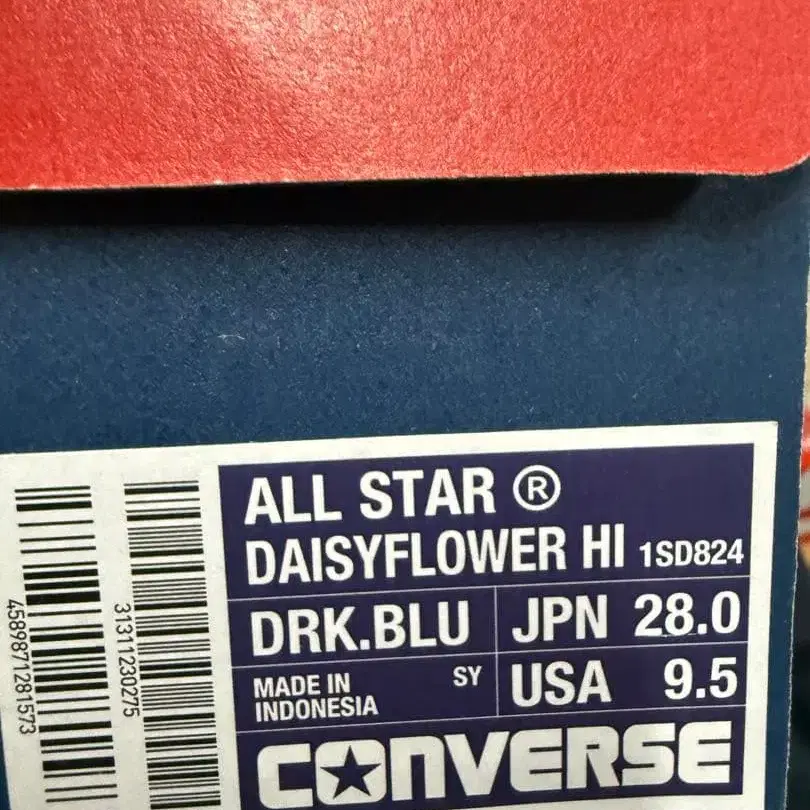 ALL STAR ®
DAISYFLOWER HI 1SD824
DRK.BLU JPN 28.0
MADE IN INDONESIA SY USA 9.5
CONVERSE
4589871281573
31311230275